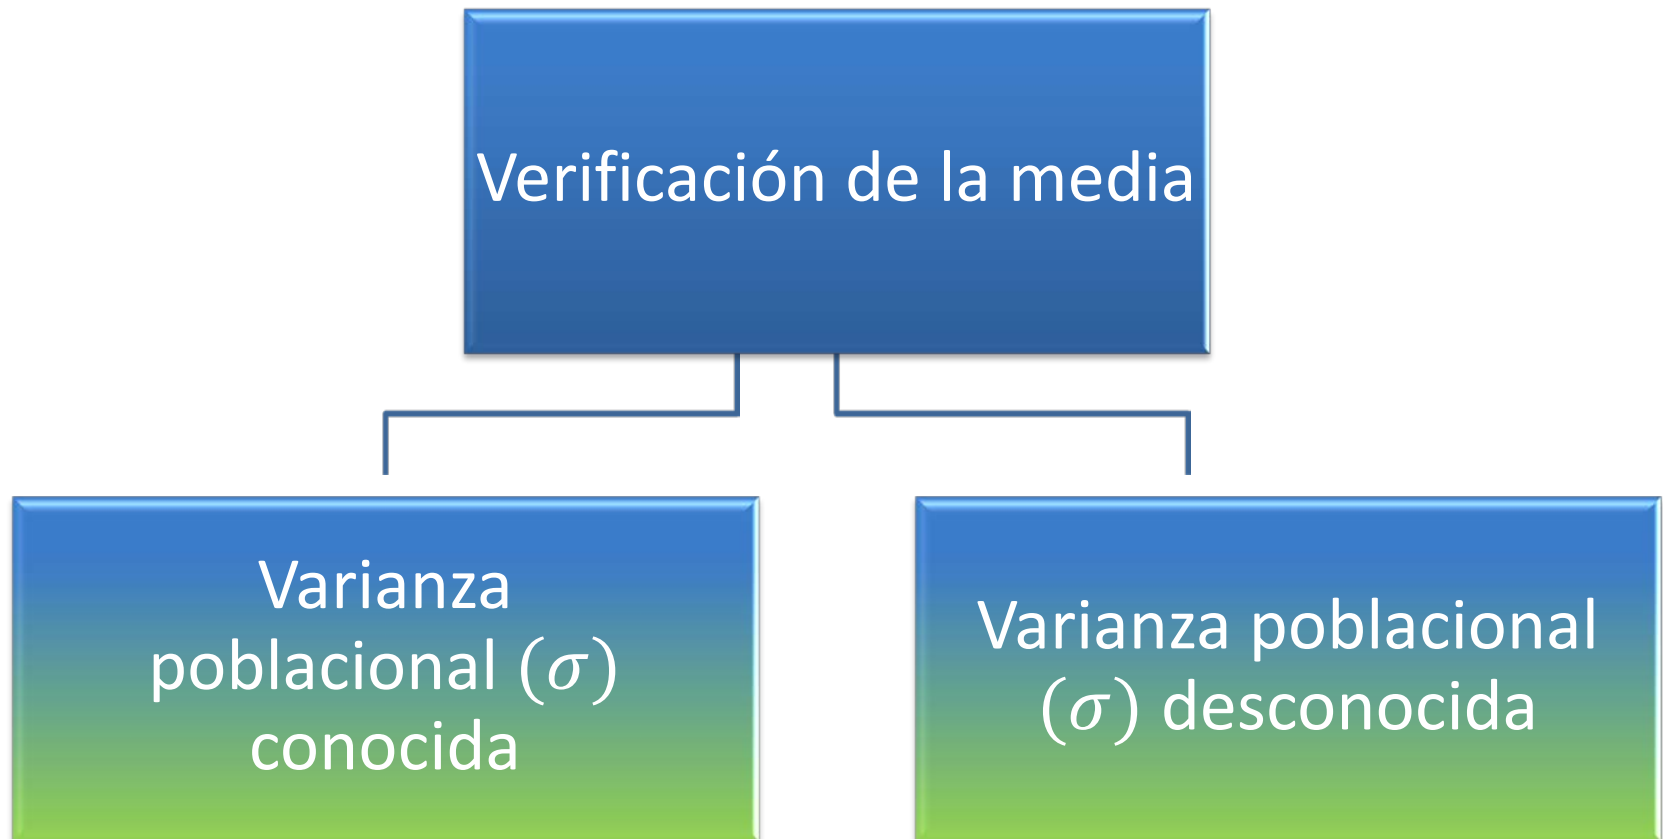 Verificación de la media
Varianza
poblacional (σ)
conocida
Varianza poblacional
(σ) desconocida